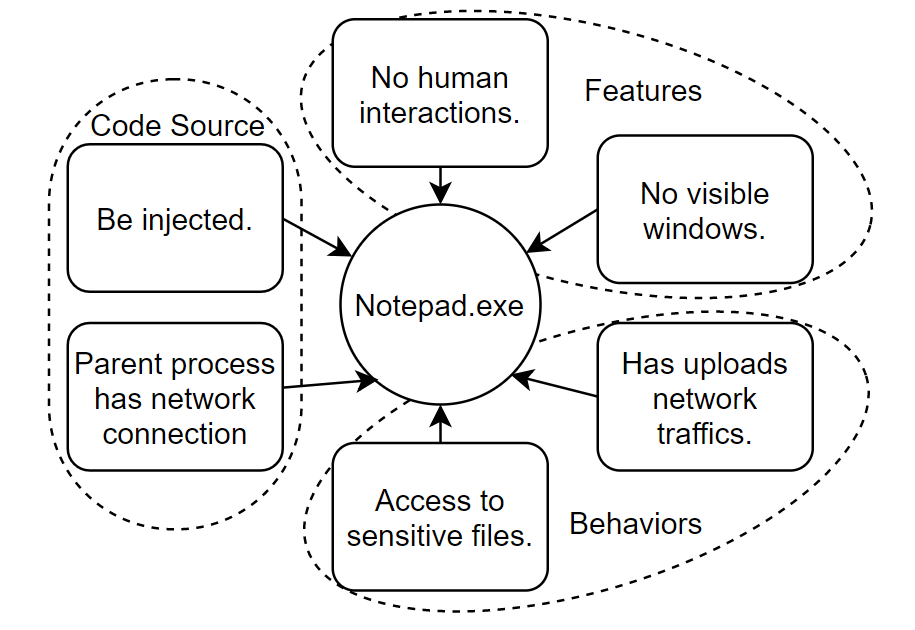 No human
interactions.
Features
Code Source
No visible
windows.
Be injected.
Notepad.exe
Parent process
has network
connection
Has uploads
network
traffics.
Access to
sensitive files.
Behaviors